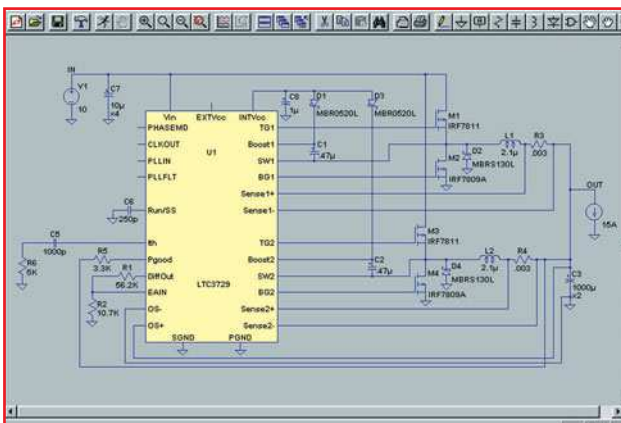 IN
V1
10
C7
10µ
x4
Vin
EXTVcc
INTVcc
C8
1µ
D1
MBR0520L
D3
MBR0520L
PHASEMD
CLKOUT
PLLIN
PLLFLT
U1
TG1
Boost1
SW1
BG1
Sense1+
Sense1-
C1
.47µ
M1
IRF7811
M2
IRF7809A
D2
MBRS130L
L1
2.1µ
R3
.003
OUT
15A
C6
250p
Run/SS
C5
1000p
Ith
R6
5K
R5
3.3K
Pgood
R1
56.2K
DiffOut
EAIN
R2
10.7K
OS-
OS+
LTC3729
SGND
PGND
TG2
Boost2
SW2
BG2
Sense2+
Sense2-
C2
.47µ
M3
IRF7811
M4
IRF7809A
D4
MBRS130L
L2
2.1µ
R4
.003
C3
1000µ
x2